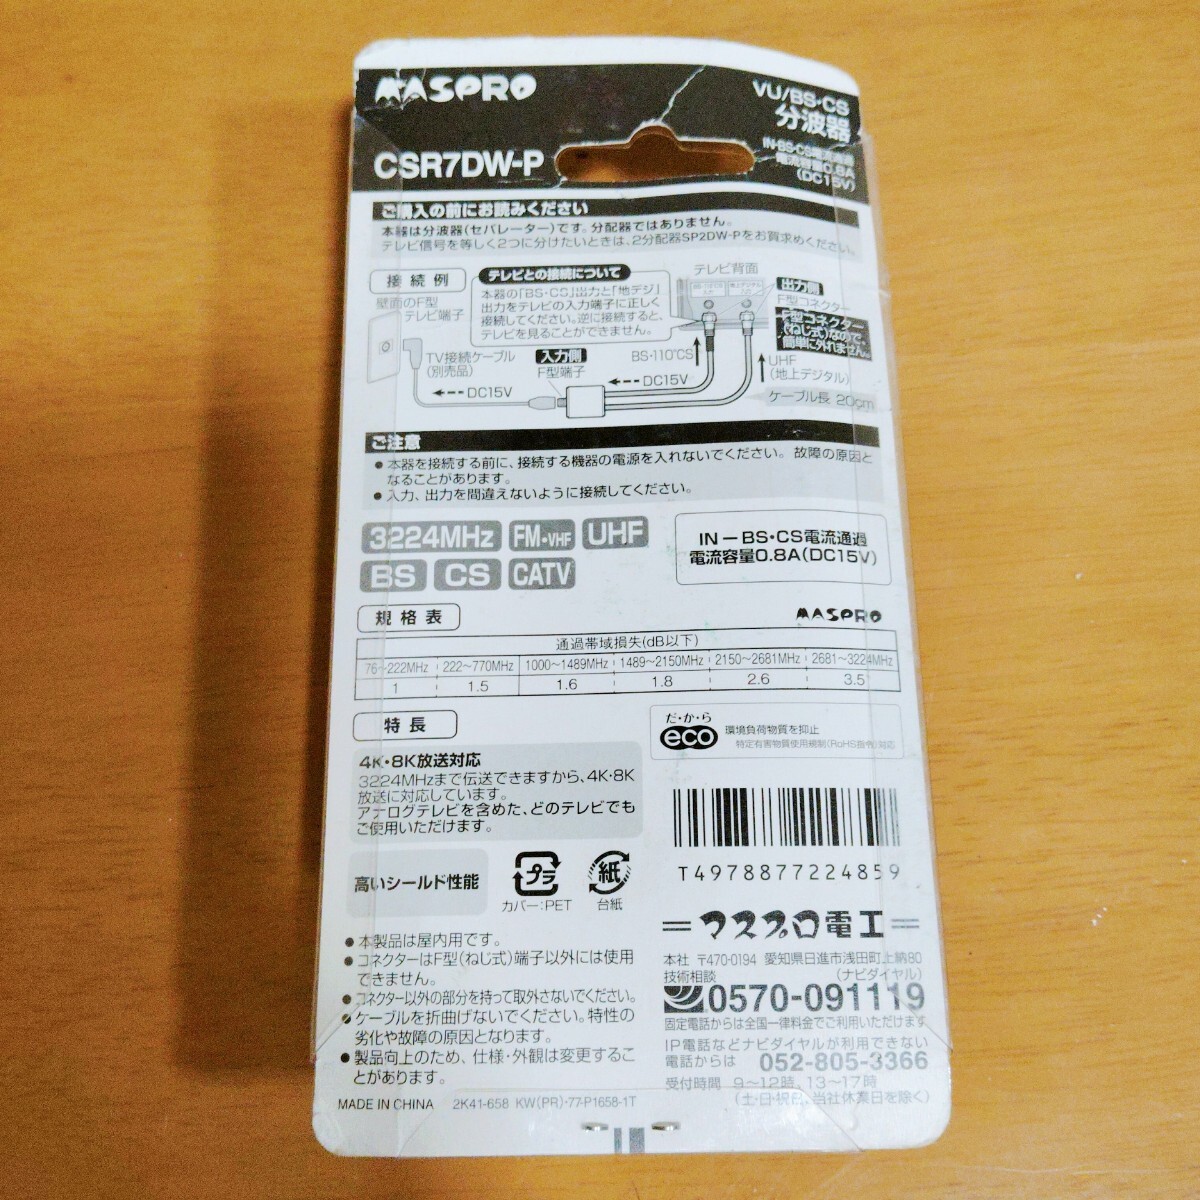 MASPRO
VU/BS・CS
分波器
CSR7DW-P
IN-BS・CS電流通過
電流容量0.8A
(DC15V)
ご購入の前にお読みください
本器は分波器(セパレーター)です。分配器ではありません。
テレビ信号を等しく2つに分けたいときは、2分配器SP2DW-Pをお買求めください。
接続例
テレビとの接続について
本器の「BS・CS」出力と「地デジ」
出力をテレビの入力端子に正しく
接続してください。逆に接続すると、
テレビを見ることができません。
テレビ背面
出力側
F型コネクター
F型コネクター
(ねじ式)なので、
簡単に外れません。
壁面のF型
テレビ端子
TV接続ケーブル
(別売品)
入力側
F型端子
BS・110°CS
UHF
(地上デジタル)
DC15V
DC15V
ケーブル長 20cm
ご注意
● 本器を接続する前に、接続する機器の電源を入れないでください。故障の原因と
なることがあります。
● 入力、出力を間違えないように接続してください。
3224MHz FM・VHF UHF
BS CS CATV
IN－BS・CS電流通過
電流容量0.8A(DC15V)
規格表
MASPRO
通過帯域損失(dB以下)
76～222MHz 222～770MHz 1000～1489MHz 1489～2150MHz 2150～2681MHz 2681～3224MHz
1 1.5 1.6 1.8 2.6 3.5
特長
だ・か・ら
eco
環境負荷物質を抑止
特定有害物質使用規制(RoHS指令)対応
4K・8K放送対応
3224MHzまで伝送できますから、4K・8K
放送に対応しています。
アナログテレビを含めた、どのテレビでも
ご使用いただけます。
T4978877224859
高いシールド性能
プラ
カバー:PET
紙
台紙
● 本製品は屋内用です。
● コネクターはF型(ねじ式)端子以外には使用
できません。
● コネクター以外の部分を持って取外さないでください。
● ケーブルを折曲げないでください。特性の
劣化や故障の原因となります。
● 製品向上のため、仕様・外観は変更するこ
とがあります。
マスプロ電工
本社 〒470-0194 愛知県日進市浅田町上納80
技術相談 (ナビダイヤル)
0570-091119
固定電話からは全国一律料金でご利用いただけます
IP電話などナビダイヤルが利用できない
電話からは 052-805-3366
受付時間 9～12時、13～17時
(土・日・祝日、当社休業日を除く)
MADE IN CHINA 2K41-658 KW(PR)・77-P1658-1T